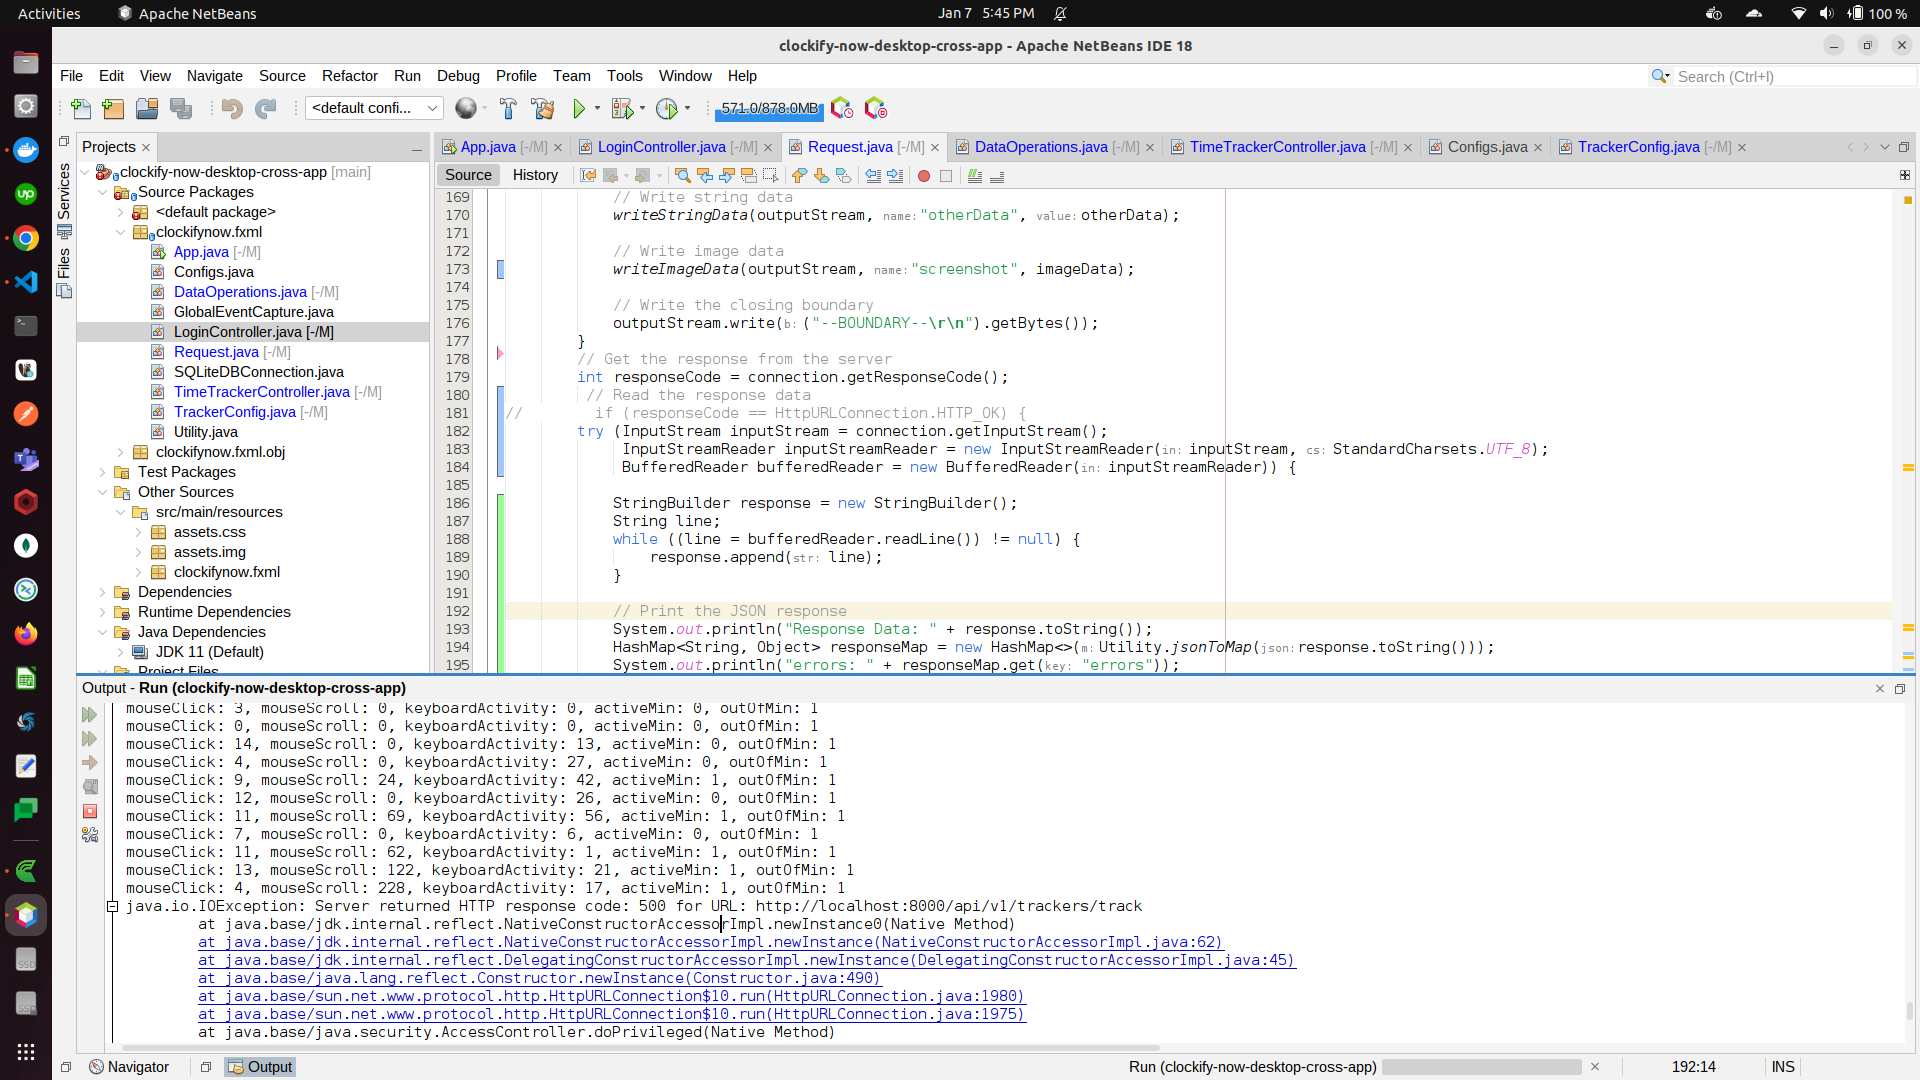 Activities
Apache NetBeans
Jan 7 5:45 PM
100 %
clockify-now-desktop-cross-app - Apache NetBeans IDE 18
File Edit View Navigate Source Refactor Run Debug Profile Team Tools Window Help
Search (Ctrl+I)
<default confi...
571.0/878.0MB
Services
Files
Projects
clockify-now-desktop-cross-app [main]
Source Packages
<default package>
clockifynow.fxml
App.java [-/M]
Configs.java
DataOperations.java [-/M]
GlobalEventCapture.java
LoginController.java [-/M]
Request.java [-/M]
SQLiteDBConnection.java
TimeTrackerController.java [-/M]
TrackerConfig.java [-/M]
Utility.java
clockifynow.fxml.obj
Test Packages
Other Sources
src/main/resources
assets.css
assets.img
clockifynow.fxml
Dependencies
Runtime Dependencies
Java Dependencies
JDK 11 (Default)
Project Files
App.java [-/M] LoginController.java [-/M] Request.java [-/M] DataOperations.java [-/M] TimeTrackerController.java [-/M] Configs.java TrackerConfig.java [-/M]
Source History
169 // Write string data
170 writeStringData(outputStream, name: "otherData", value: otherData);
171
172 // Write image data
173 writeImageData(outputStream, name: "screenshot", imageData);
174
175 // Write the closing boundary
176 outputStream.write(b: ("--BOUNDARY--\r\n").getBytes());
177 }
178 // Get the response from the server
179 int responseCode = connection.getResponseCode();
180 // Read the response data
181 // if (responseCode == HttpURLConnection.HTTP_OK) {
182 try (InputStream inputStream = connection.getInputStream();
183 InputStreamReader inputStreamReader = new InputStreamReader(in: inputStream, cs: StandardCharsets.UTF_8);
184 BufferedReader bufferedReader = new BufferedReader(in: inputStreamReader)) {
185
186 StringBuilder response = new StringBuilder();
187 String line;
188 while ((line = bufferedReader.readLine()) != null) {
189 response.append(str: line);
190 }
191
192 // Print the JSON response
193 System.out.println("Response Data: " + response.toString());
194 HashMap<String, Object> responseMap = new HashMap<>(m: Utility.jsonToMap(json: response.toString()));
195 System.out.println("errors: " + responseMap.get(key: "errors"));
Output - Run (clockify-now-desktop-cross-app)
mouseClick: 3, mouseScroll: 0, keyboardActivity: 0, activeMin: 0, outOfMin: 1
mouseClick: 0, mouseScroll: 0, keyboardActivity: 0, activeMin: 0, outOfMin: 1
mouseClick: 14, mouseScroll: 0, keyboardActivity: 13, activeMin: 0, outOfMin: 1
mouseClick: 4, mouseScroll: 0, keyboardActivity: 27, activeMin: 0, outOfMin: 1
mouseClick: 9, mouseScroll: 24, keyboardActivity: 42, activeMin: 1, outOfMin: 1
mouseClick: 12, mouseScroll: 0, keyboardActivity: 26, activeMin: 0, outOfMin: 1
mouseClick: 11, mouseScroll: 69, keyboardActivity: 56, activeMin: 1, outOfMin: 1
mouseClick: 7, mouseScroll: 0, keyboardActivity: 6, activeMin: 0, outOfMin: 1
mouseClick: 11, mouseScroll: 62, keyboardActivity: 1, activeMin: 1, outOfMin: 1
mouseClick: 13, mouseScroll: 122, keyboardActivity: 21, activeMin: 1, outOfMin: 1
mouseClick: 4, mouseScroll: 228, keyboardActivity: 17, activeMin: 1, outOfMin: 1
java.io.IOException: Server returned HTTP response code: 500 for URL: http://localhost:8000/api/v1/trackers/track
at java.base/jdk.internal.reflect.NativeConstructorAccessorImpl.newInstance0(Native Method)
at java.base/jdk.internal.reflect.NativeConstructorAccessorImpl.newInstance(NativeConstructorAccessorImpl.java:62)
at java.base/jdk.internal.reflect.DelegatingConstructorAccessorImpl.newInstance(DelegatingConstructorAccessorImpl.java:45)
at java.base/java.lang.reflect.Constructor.newInstance(Constructor.java:490)
at java.base/sun.net.www.protocol.http.HttpURLConnection$10.run(HttpURLConnection.java:1980)
at java.base/sun.net.www.protocol.http.HttpURLConnection$10.run(HttpURLConnection.java:1975)
at java.base/java.security.AccessController.doPrivileged(Native Method)
Navigator
Output
Run (clockify-now-desktop-cross-app)
192:14
INS